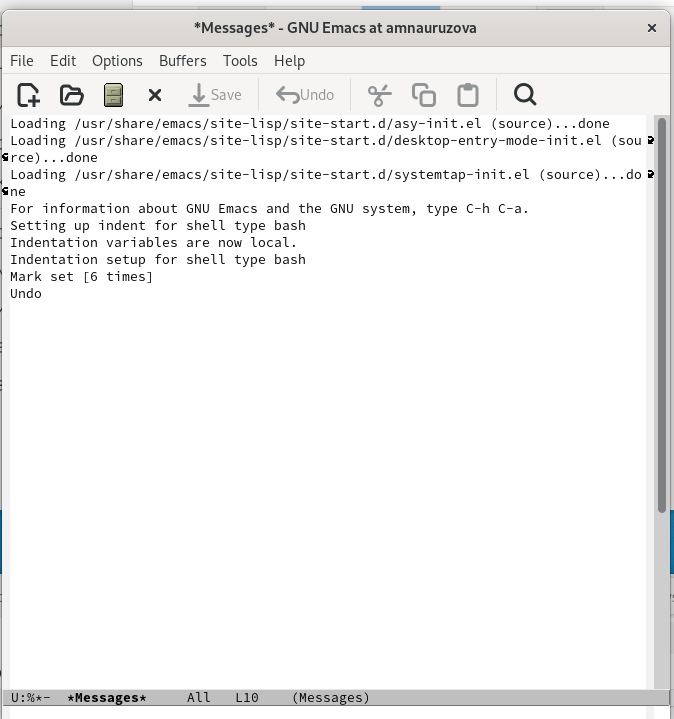 *Messages* - GNU Emacs at amnauruzova
File Edit Options Buffers Tools Help
Save Undo
Loading /usr/share/emacs/site-lisp/site-start.d/asy-init.el (source)...done
Loading /usr/share/emacs/site-lisp/site-start.d/desktop-entry-mode-init.el (sou
rce)...done
Loading /usr/share/emacs/site-lisp/site-start.d/systemtap-init.el (source)...do
ne
For information about GNU Emacs and the GNU system, type C-h C-a.
Setting up indent for shell type bash
Indentation variables are now local.
Indentation setup for shell type bash
Mark set [6 times]
Undo
U:%*- *Messages* All L10 (Messages)